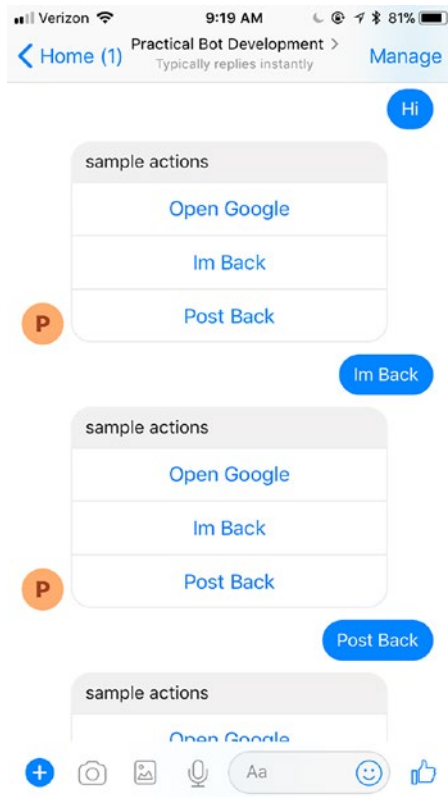 Verizon 9:19 AM 81%
Home (1) Practical Bot Development > Manage
Typically replies instantly
Hi
sample actions
Open Google
Im Back
P Post Back
Im Back
sample actions
Open Google
Im Back
P Post Back
Post Back
sample actions
Open Google
Aa